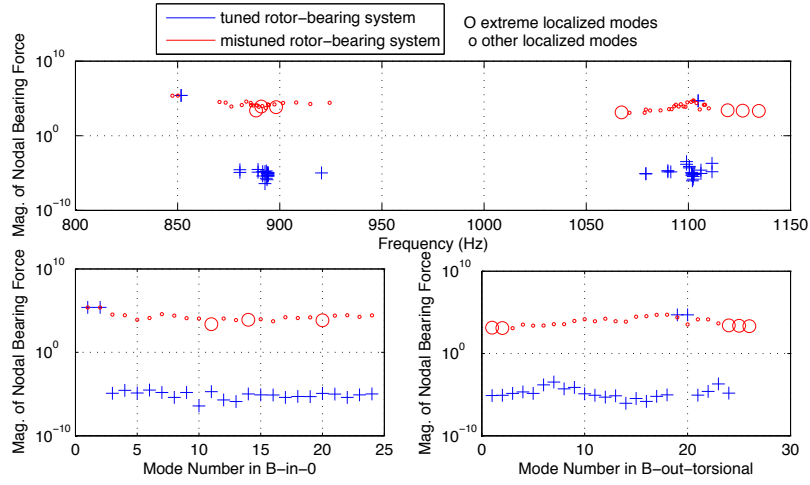 tuned rotor-bearing system
mistuned rotor-bearing system
O extreme localized modes
o other localized modes
Mag. of Nodal Bearing Force
10^10
10^0
10^-10
800 850 900 950 1000 1050 1100 1150
Frequency (Hz)
Mag. of Nodal Bearing Force
10^10
10^0
10^-10
0 5 10 15 20 25
Mode Number in B-in-0
Mag. of Nodal Bearing Force
10^10
10^0
10^-10
0 10 20 30
Mode Number in B-out-torsional